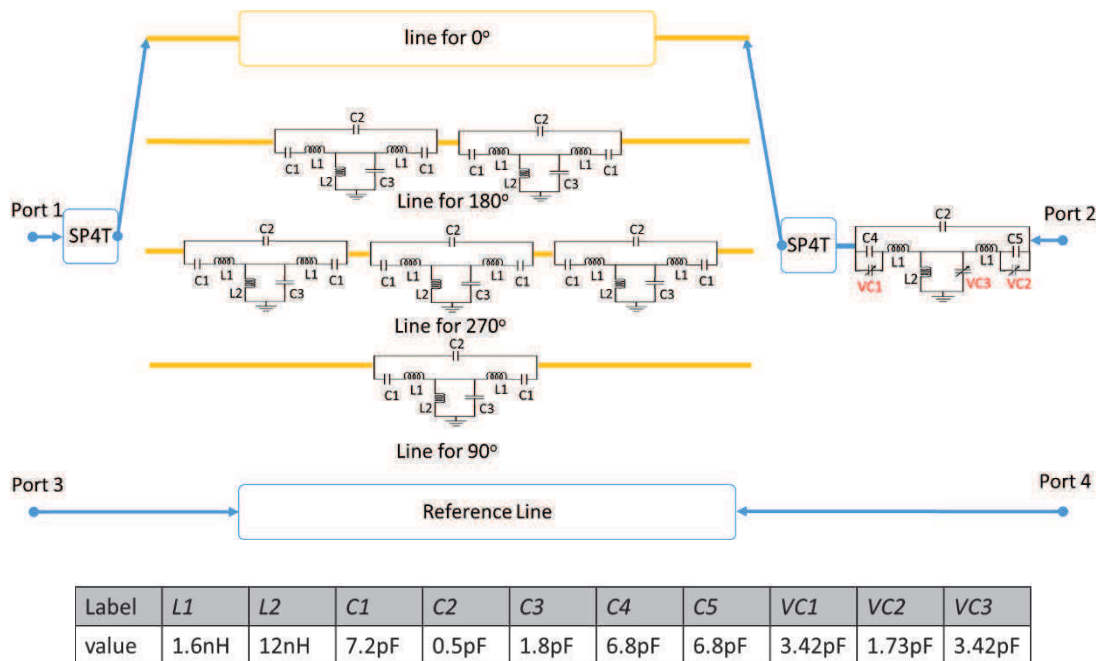 line for 0°
C2 C2
C1 L1 L2 C3 L1 C1 C1 L1 L2 C3 L1 C1
Line for 180°
Port 1
SP4T
C2 C2 C2
C1 L1 L2 C3 L1 C1 C1 L1 L2 C3 L1 C1 C1 L1 L2 C3 L1 C1
Line for 270°
SP4T
Port 2
C2
C4 L1 L2 L1 C5
VC1 VC3 VC2
C2
C1 L1 L2 C3 L1 C1
Line for 90°
Port 3
Reference Line
Port 4
Label L1 L2 C1 C2 C3 C4 C5 VC1 VC2 VC3
value 1.6nH 12nH 7.2pF 0.5pF 1.8pF 6.8pF 6.8pF 3.42pF 1.73pF 3.42pF